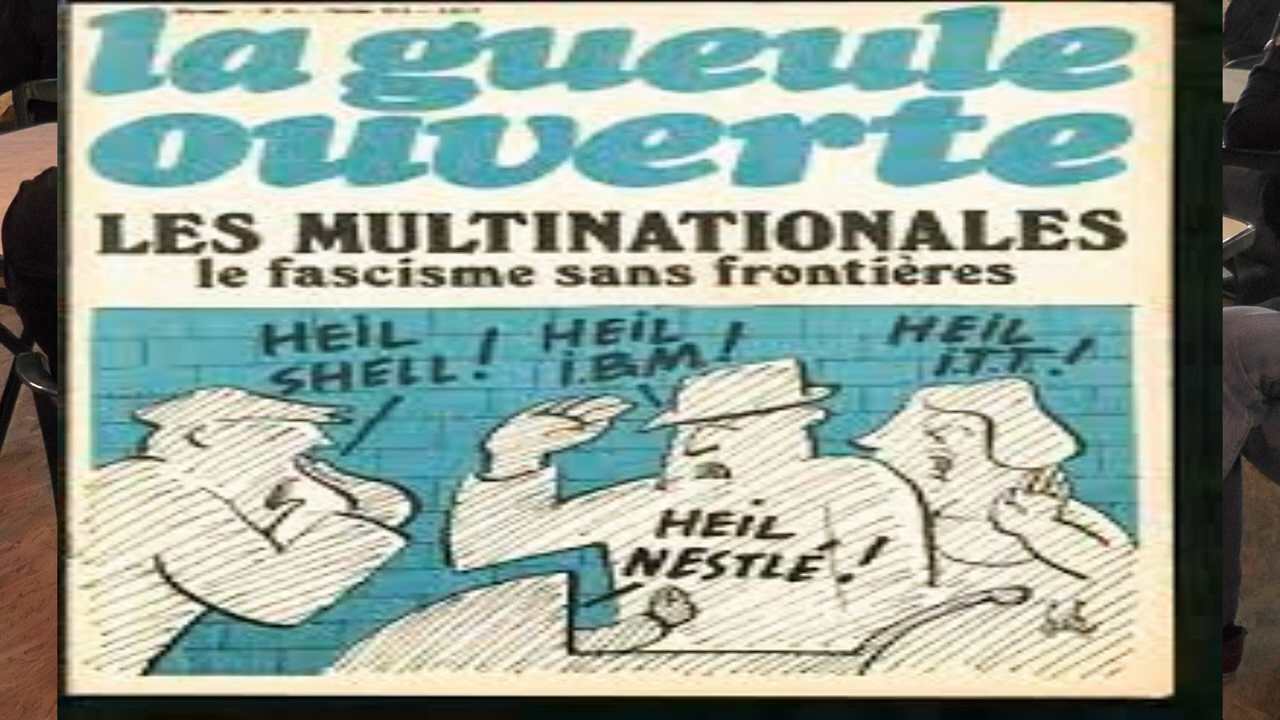 la gueule
ouverte
LES MULTINATIONALES
le fascisme sans frontières
HEIL
SHELL!
HEIL
I.B.M!
HEIL
I.T.T.!
HEIL
NESTLÉ!